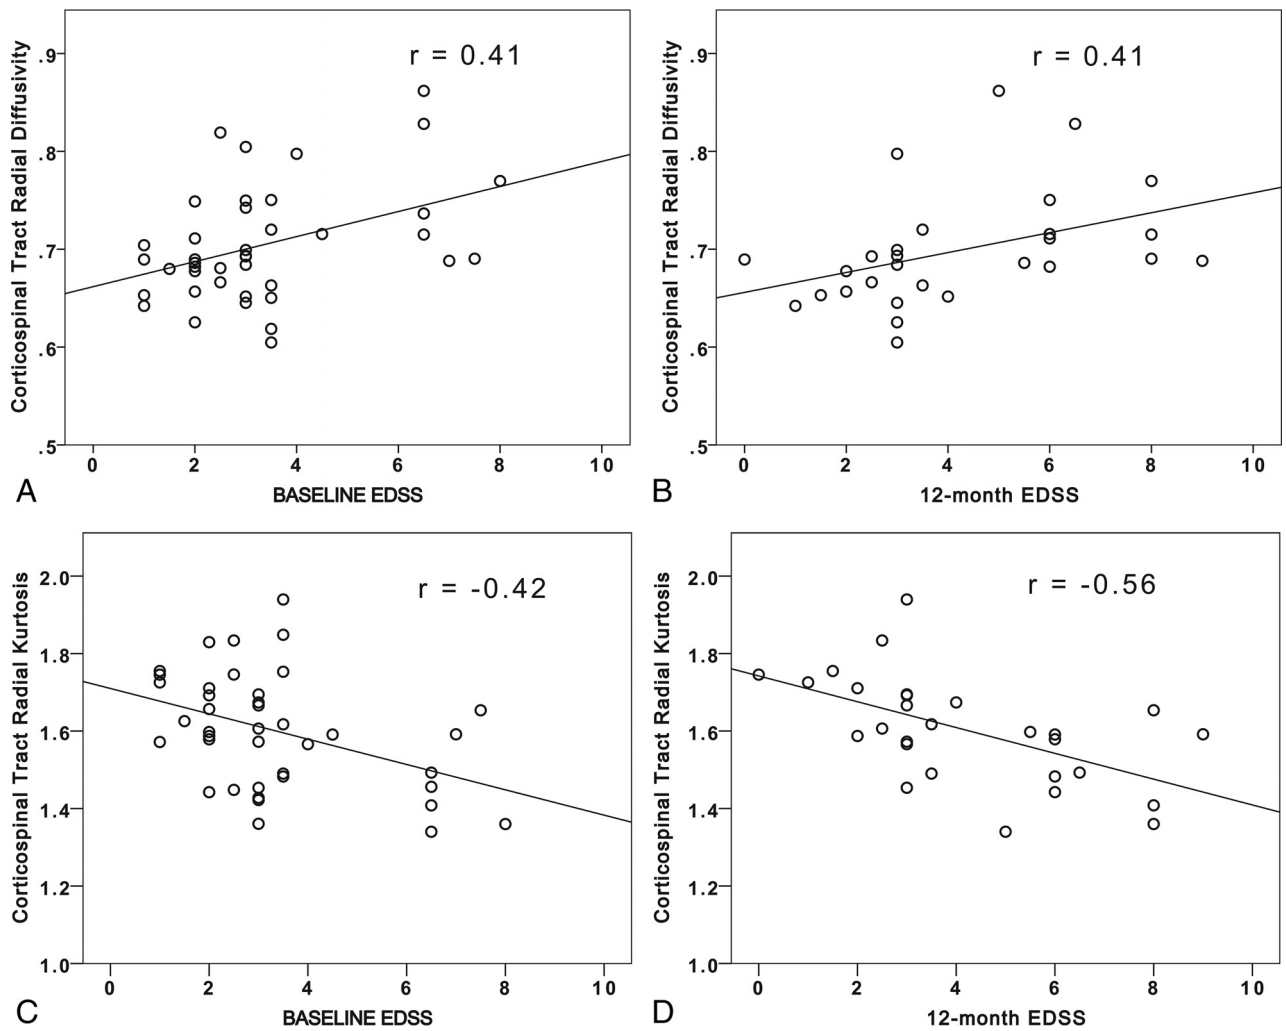 Corticospinal Tract Radial Diffusivity
.9
.8
.7
.6
.5
r = 0.41
0 2 4 6 8 10
BASELINE EDSS
A
Corticospinal Tract Radial Diffusivity
.9
.8
.7
.6
.5
r = 0.41
0 2 4 6 8 10
12-month EDSS
B
Corticospinal Tract Radial Kurtosis
2.0
1.8
1.6
1.4
1.2
1.0
r = -0.42
0 2 4 6 8 10
BASELINE EDSS
C
Corticospinal Tract Radial Kurtosis
2.0
1.8
1.6
1.4
1.2
1.0
r = -0.56
0 2 4 6 8 10
12-month EDSS
D